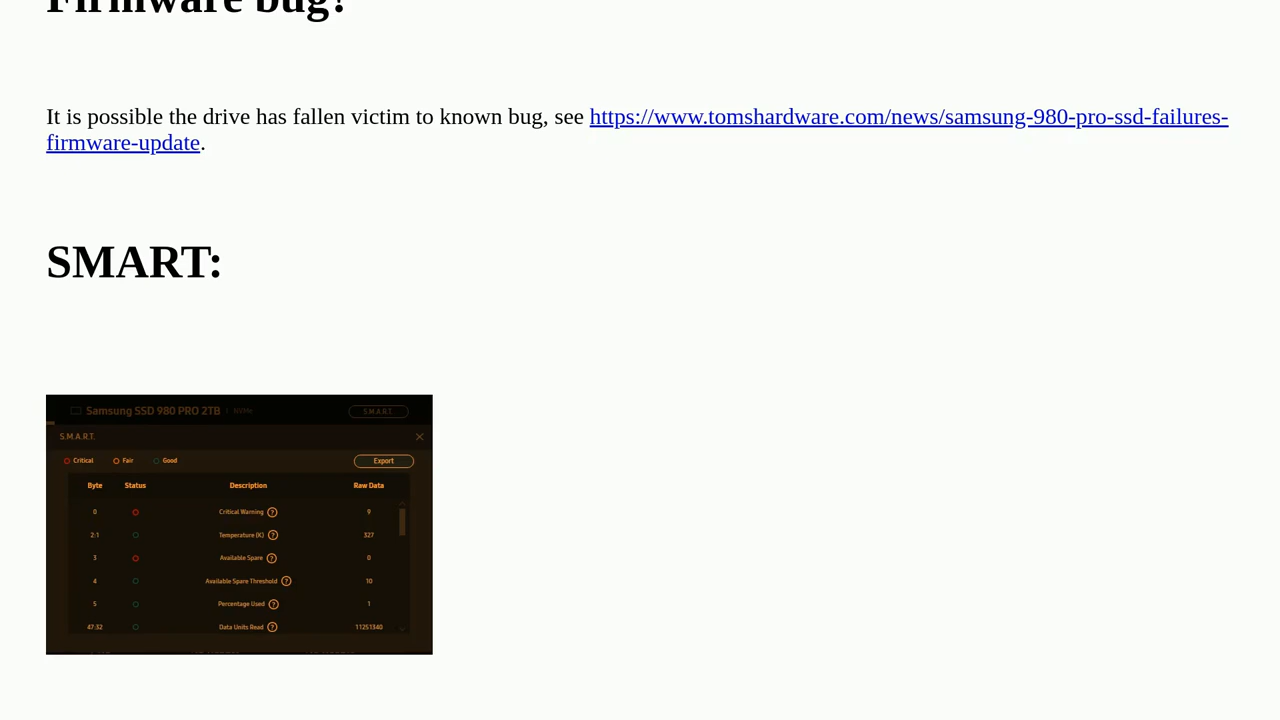 Firmware bug?
It is possible the drive has fallen victim to known bug, see https://www.tomshardware.com/news/samsung-980-pro-ssd-failures-
firmware-update.
SMART:
Samsung SSD 980 PRO 2TB | NVMe S.M.A.R.T.
S.M.A.R.T.
Critical Fair Good Export
Byte Status Description Raw Data
0 Critical Warning ? 9
2:1 Temperature (K) ? 327
3 Available Spare ? 0
4 Available Spare Threshold ? 10
5 Percentage Used ? 1
47:32 Data Units Read ? 11251340